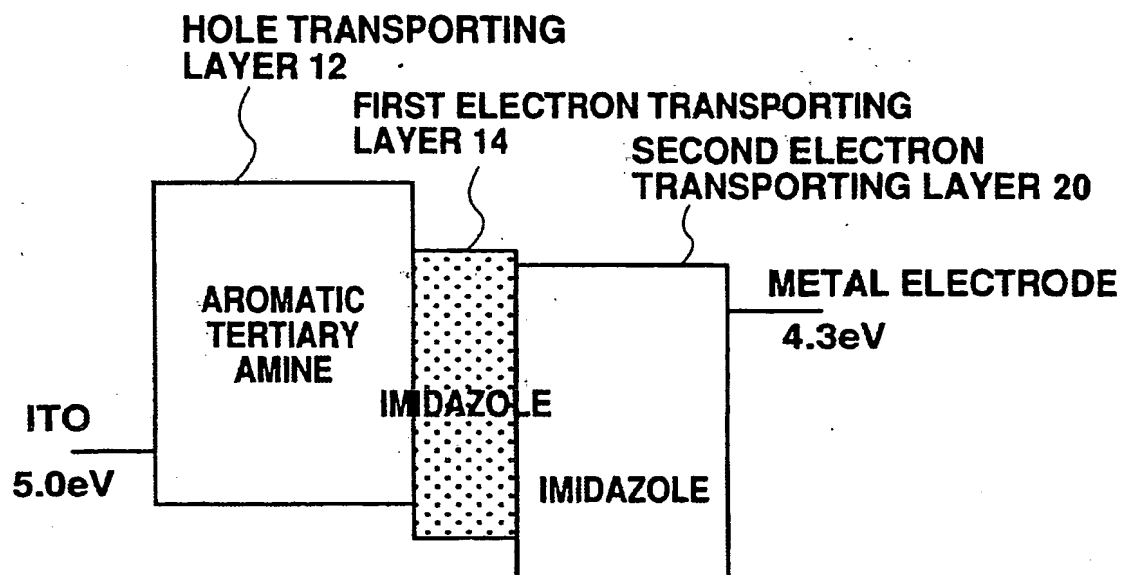 HOLE TRANSPORTING
LAYER 12
FIRST ELECTRON TRANSPORTING
LAYER 14
SECOND ELECTRON
TRANSPORTING LAYER 20
METAL ELECTRODE
4.3eV
AROMATIC
TERTIARY
AMINE
IMIDAZOLE
ITO
5.0eV
IMIDAZOLE